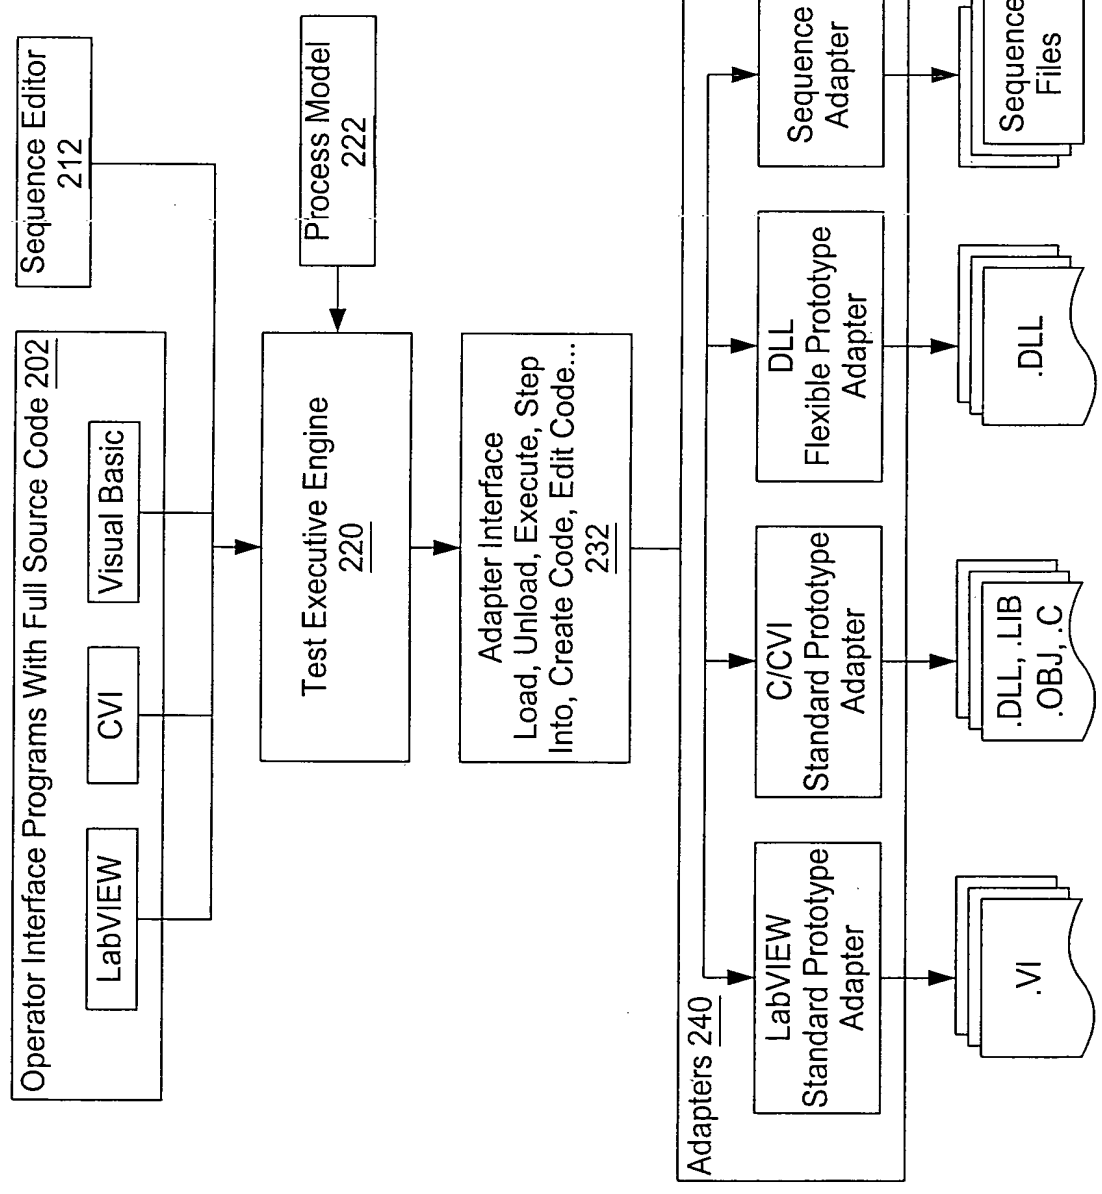 Operator Interface Programs With Full Source Code 202
LabVIEW
CVI
Visual Basic
Sequence Editor
212
Test Executive Engine
220
Process Model
222
Adapter Interface
Load, Unload, Execute, Step
Into, Create Code, Edit Code...
232
Adapters 240
LabVIEW
Standard Prototype
Adapter
C/CVI
Standard Prototype
Adapter
DLL
Flexible Prototype
Adapter
Sequence
Adapter
.VI
.DLL, .LIB
.OBJ, .C
.DLL
Sequence
Files